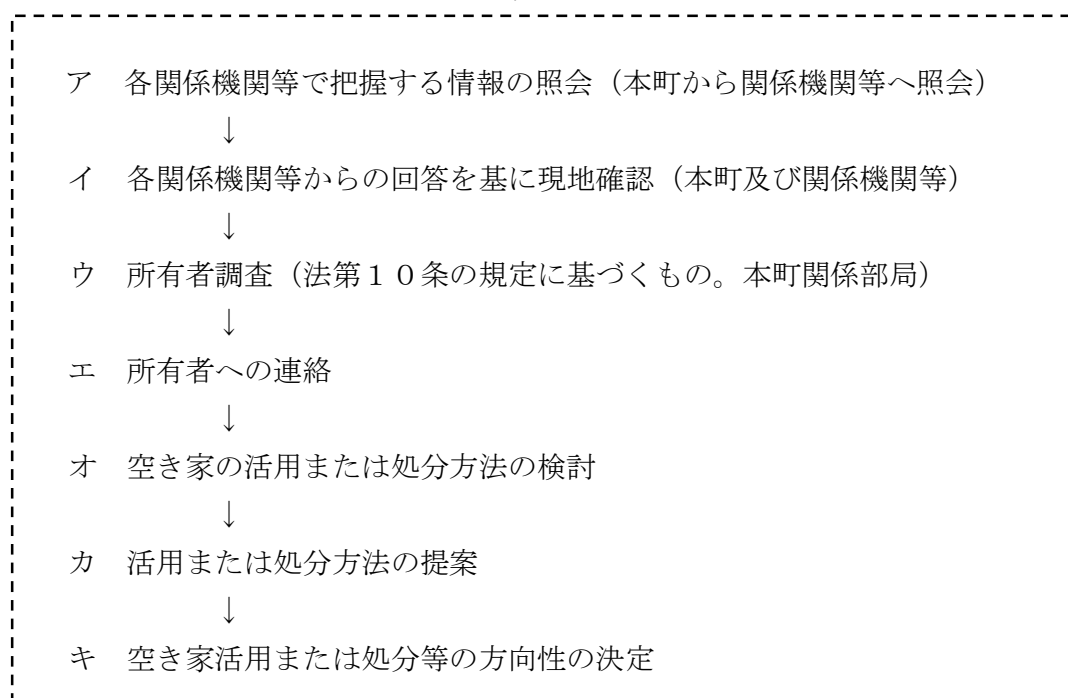 ア　各関係機関等で把握する情報の照会（本町から関係機関等へ照会）
↓
イ　各関係機関等からの回答を基に現地確認（本町及び関係機関等）
↓
ウ　所有者調査（法第１０条の規定に基づくもの。本町関係部局）
↓
エ　所有者への連絡
↓
オ　空き家の活用または処分方法の検討
↓
カ　活用または処分方法の提案
↓
キ　空き家活用または処分等の方向性の決定